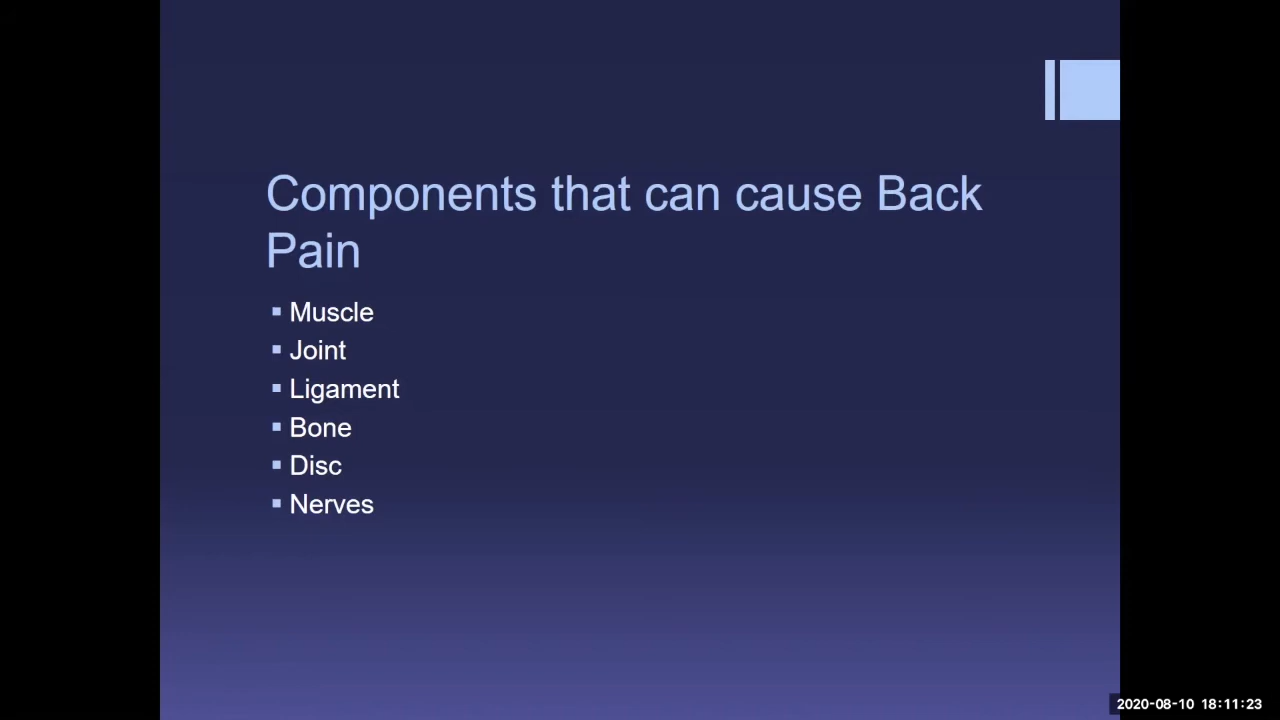 Components that can cause Back
Pain
▪ Muscle
▪ Joint
▪ Ligament
▪ Bone
▪ Disc
▪ Nerves
2020-08-10 18:11:23